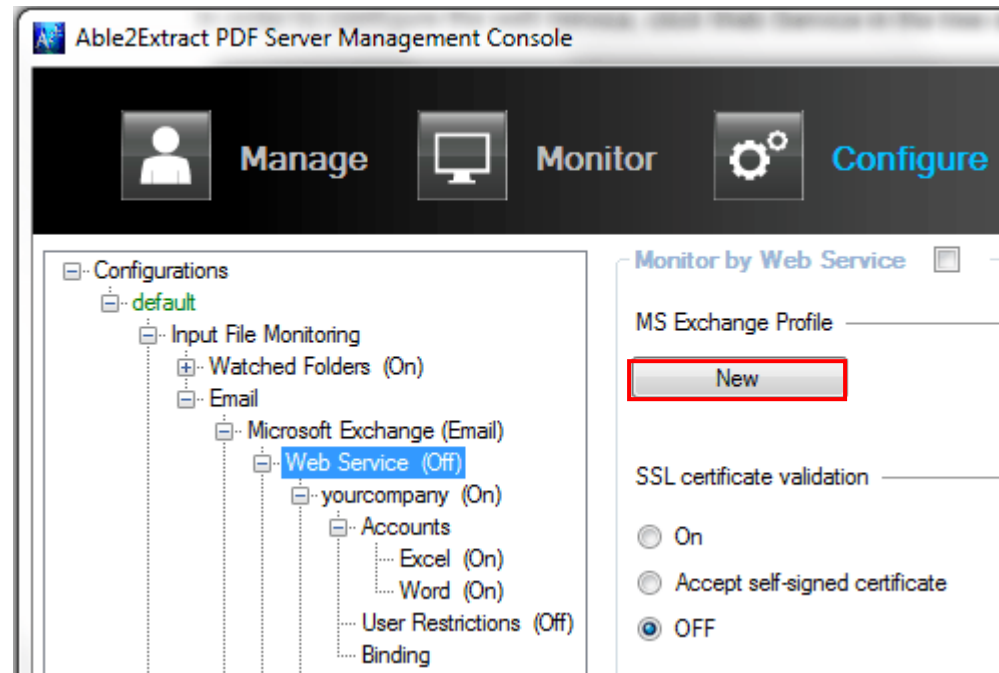 Able2Extract PDF Server Management Console
Manage
Monitor
Configure
Configurations
default
Input File Monitoring
Watched Folders (On)
Email
Microsoft Exchange (Email)
Web Service (Off)
yourcompany (On)
Accounts
Excel (On)
Word (On)
User Restrictions (Off)
Binding
Monitor by Web Service
MS Exchange Profile
New
SSL certificate validation
On
Accept self-signed certificate
OFF